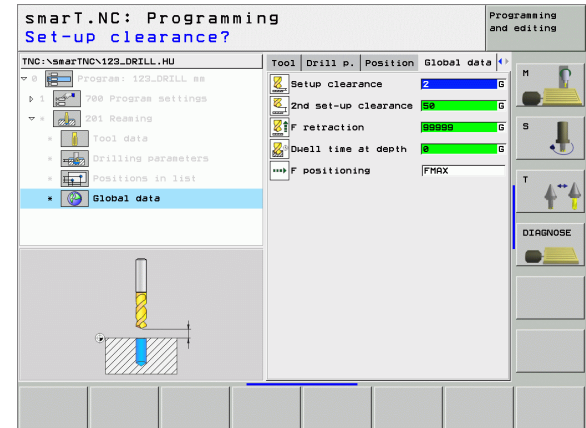 smarT.NC: Programming
Set-up clearance?
Programming
and editing
TNC:\smarTNC\123_DRILL.HU
0 Program: 123_DRILL mm
1 700 Program settings
* 201 Reaming
* Tool data
* Drilling parameters
* Positions in list
* Global data
Tool Drill p. Position Global data
Setup clearance 2 G
2nd set-up clearance 50 G
F retraction 99999 G
Dwell time at depth 0 G
F positioning FMAX
M
S
T
DIAGNOSE